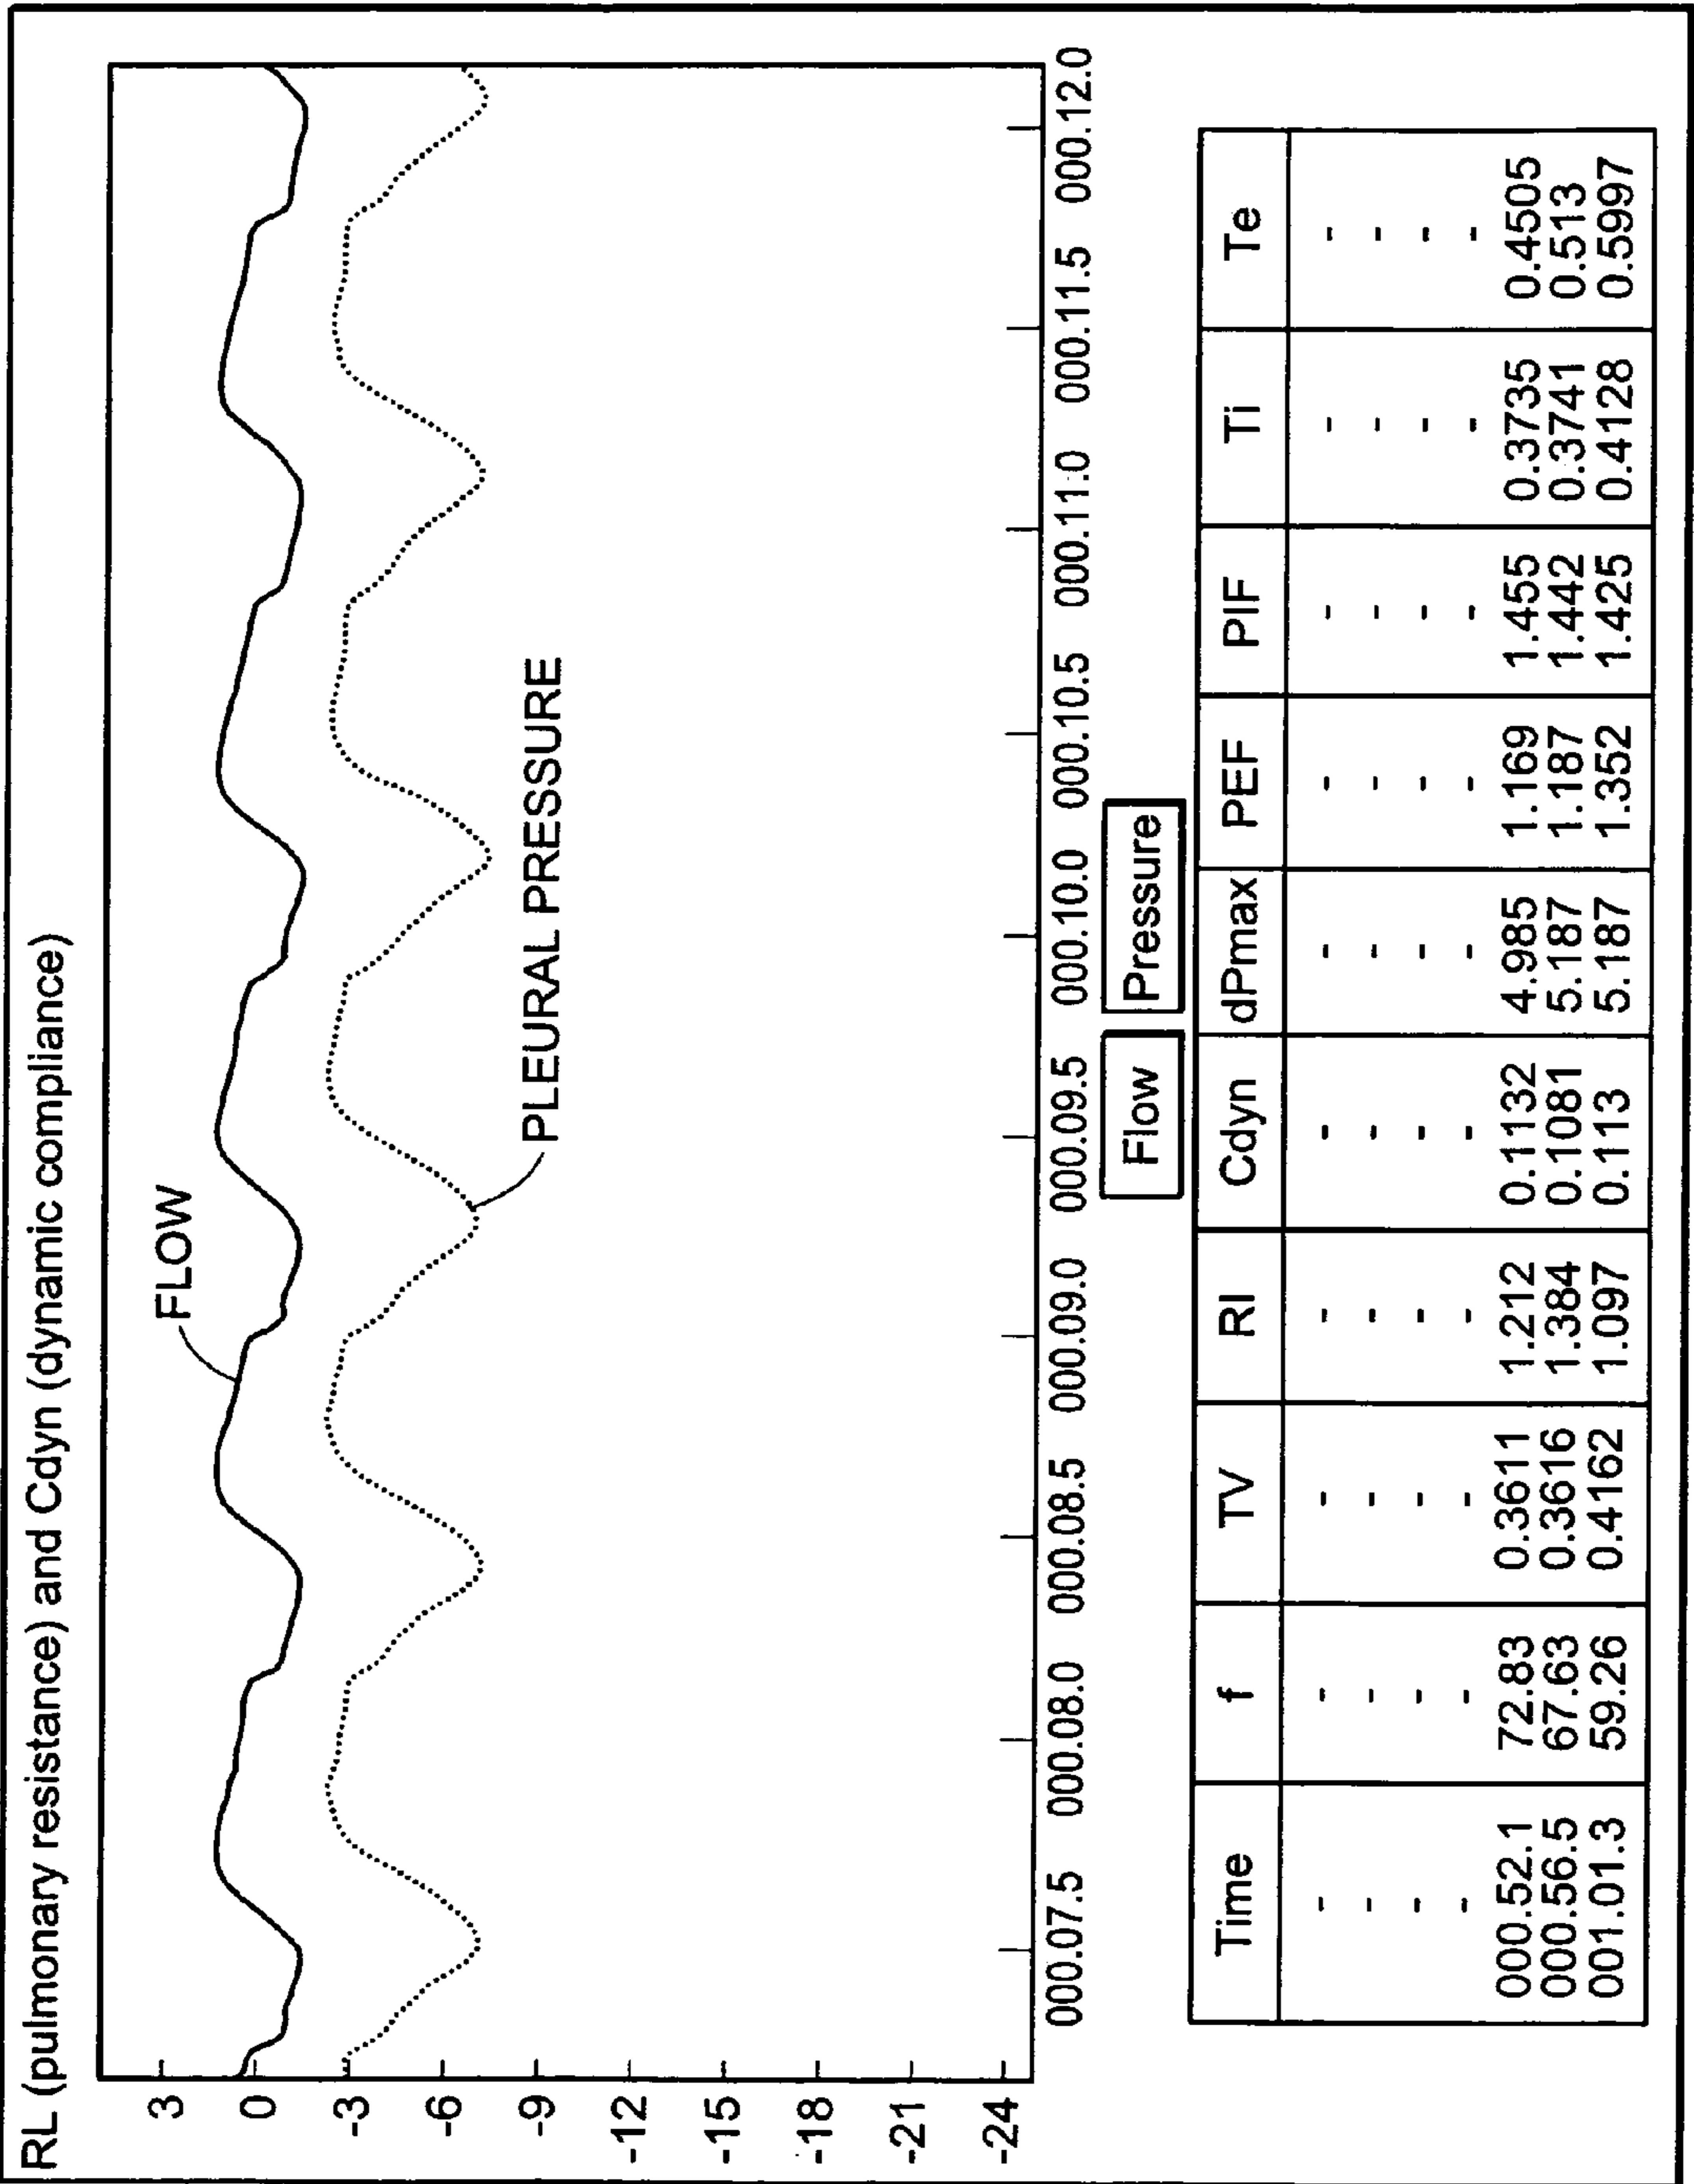 RL (pulmonary resistance) and Cdyn (dynamic compliance)
FLOW
PLEURAL PRESSURE
3
0
-3
-6
-9
-12
-15
-18
-21
-24
000.07.5 000.08.0 000.08.5 000.09.0 000.09.5 000.10.0 000.10.5 000.11.0 000.11.5 000.12.0
Flow Pressure
Time f TV RI Cdyn dPmax PEF PIF Ti Te
- - - - - - - - - -
- - - - - - - - - -
- - - - - - - - - -
- - - - - - - - - -
000.52.1 72.83 0.3611 1.212 0.1132 4.985 1.169 1.455 0.3735 0.4505
000.56.5 67.63 0.3616 1.384 0.1081 5.187 1.187 1.442 0.3741 0.513
001.01.3 59.26 0.4162 1.097 0.113 5.187 1.352 1.425 0.4128 0.5997